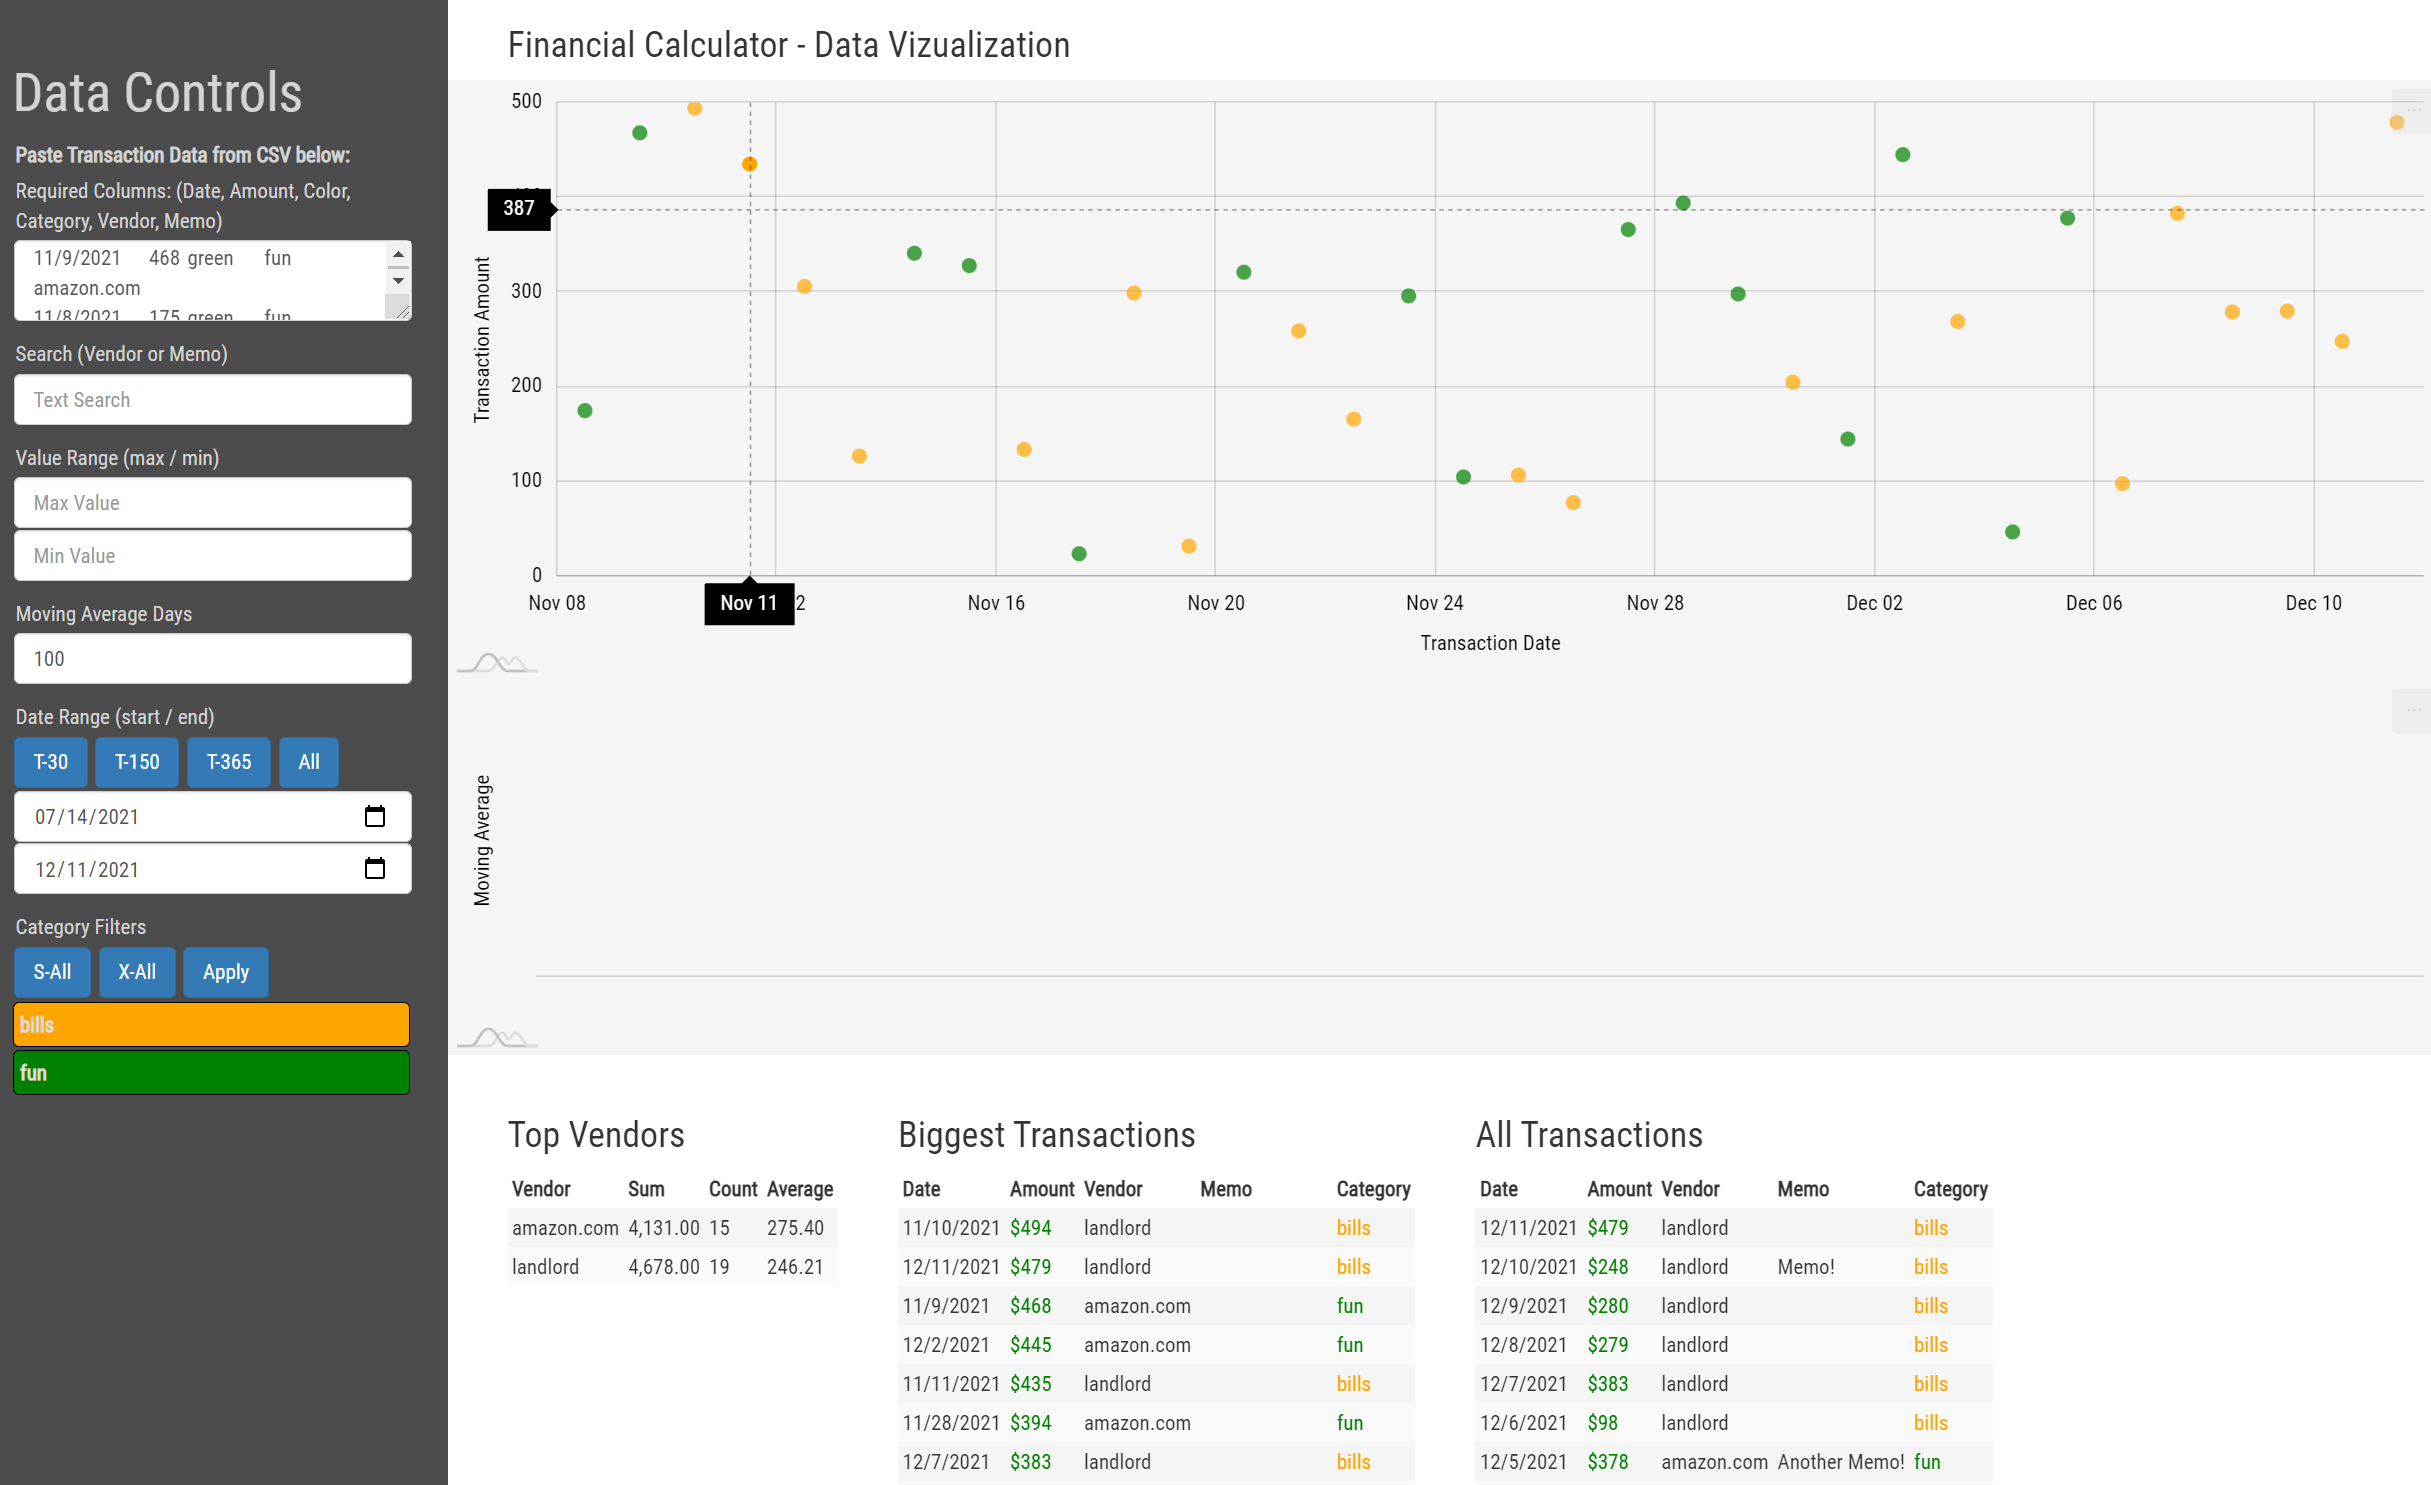 Data Controls
Paste Transaction Data from CSV below:
Required Columns: (Date, Amount, Color,
Category, Vendor, Memo)
11/9/2021 468 green fun
amazon.com
11/8/2021 175 green fun
Search (Vendor or Memo)
Text Search
Value Range (max / min)
Max Value
Min Value
Moving Average Days
100
Date Range (start / end)
T-30 T-150 T-365 All
07/14/2021
12/11/2021
Category Filters
S-All X-All Apply
bills
fun
Financial Calculator - Data Vizualization
Transaction Amount
500
387
300
200
100
0
Nov 08 Nov 11 2 Nov 16 Nov 20 Nov 24 Nov 28 Dec 02 Dec 06 Dec 10
Transaction Date
Moving Average
Top Vendors
Vendor Sum Count Average
amazon.com 4,131.00 15 275.40
landlord 4,678.00 19 246.21
Biggest Transactions
Date Amount Vendor Memo Category
11/10/2021 $494 landlord bills
12/11/2021 $479 landlord bills
11/9/2021 $468 amazon.com fun
12/2/2021 $445 amazon.com fun
11/11/2021 $435 landlord bills
11/28/2021 $394 amazon.com fun
12/7/2021 $383 landlord bills
All Transactions
Date Amount Vendor Memo Category
12/11/2021 $479 landlord bills
12/10/2021 $248 landlord Memo! bills
12/9/2021 $280 landlord bills
12/8/2021 $279 landlord bills
12/7/2021 $383 landlord bills
12/6/2021 $98 landlord bills
12/5/2021 $378 amazon.com Another Memo! fun